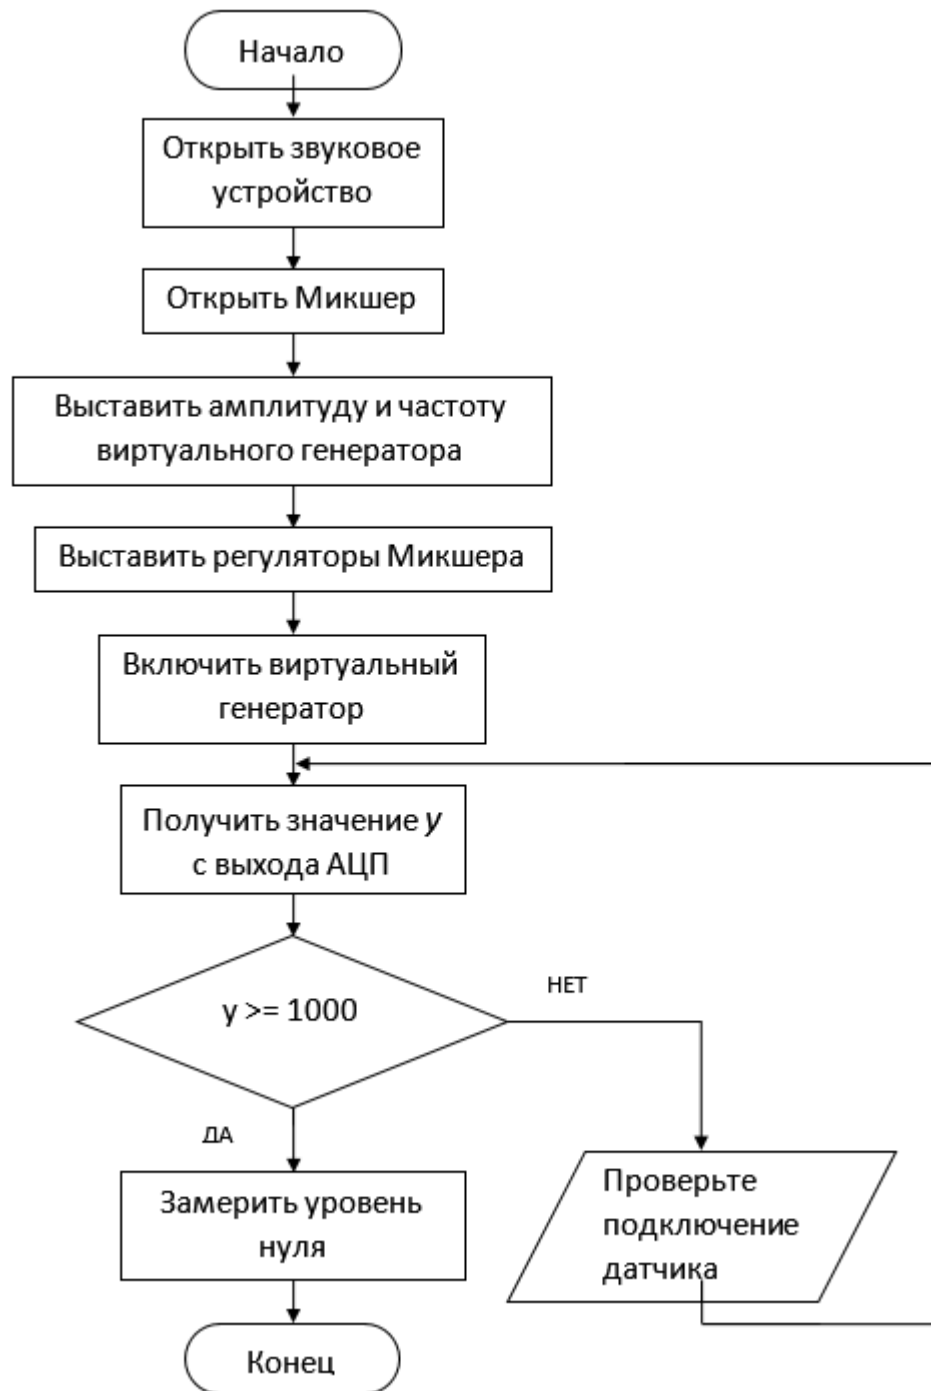 Начало
Открыть звуковое
устройство
Открыть Микшер
Выставить амплитуду и частоту
виртуального генератора
Выставить регуляторы Микшера
Включить виртуальный
генератор
Получить значение y
с выхода АЦП
y >= 1000
НЕТ
ДА
Проверьте
подключение
датчика
Замерить уровень
нуля
Конец